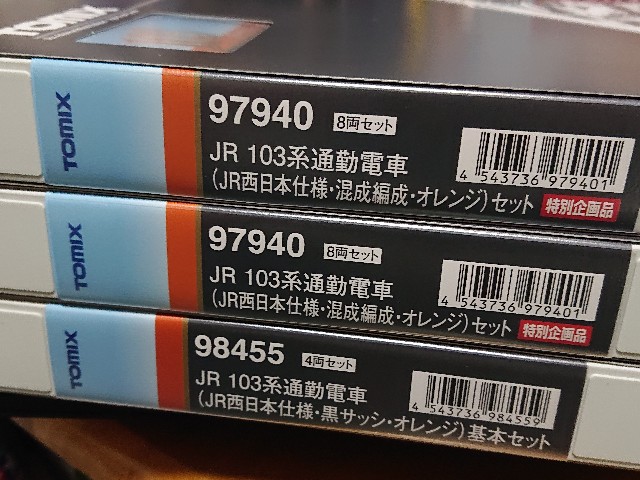 TOMIX
TOMIX
97940 8両セット
JR 103系通勤電車
(JR西日本仕様・混成編成・オレンジ)セット 特別企画品
4 543736 979401
TOMIX
97940 8両セット
JR 103系通勤電車
(JR西日本仕様・混成編成・オレンジ)セット 特別企画品
4 543736 979401
TOMIX
98455 4両セット
JR 103系通勤電車
(JR西日本仕様・黒サッシ・オレンジ)基本セット
4 543736 984559